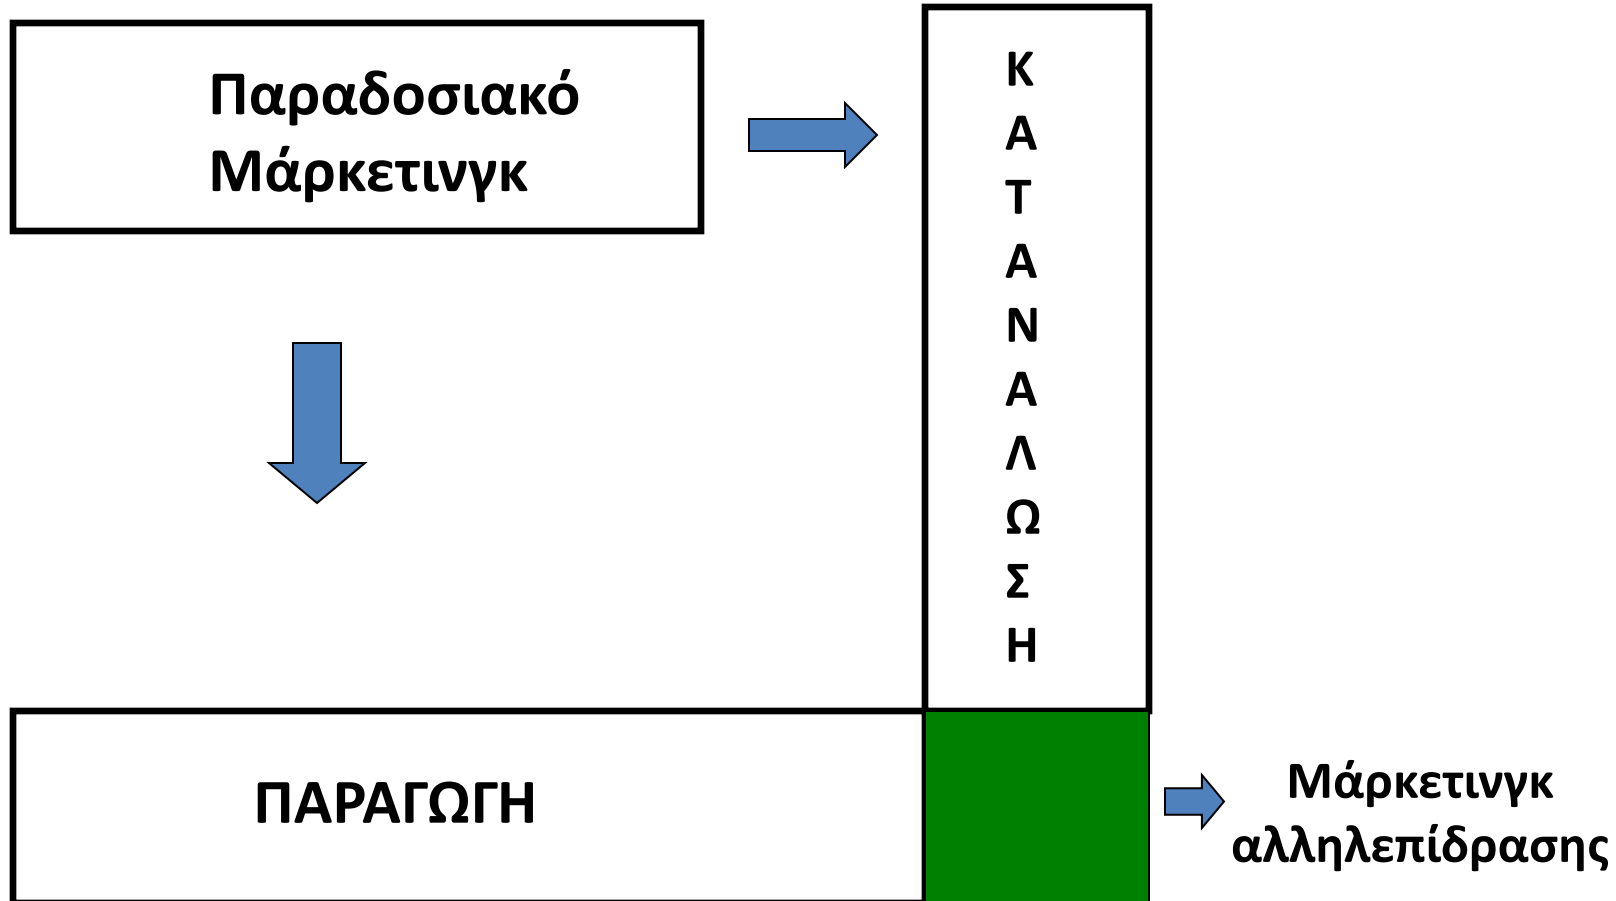 Παραδοσιακό
Μάρκετινγκ
Κ
Α
Τ
Α
Ν
Α
Λ
Ω
Σ
Η
ΠΑΡΑΓΩΓΗ
Μάρκετινγκ
αλληλεπίδρασης